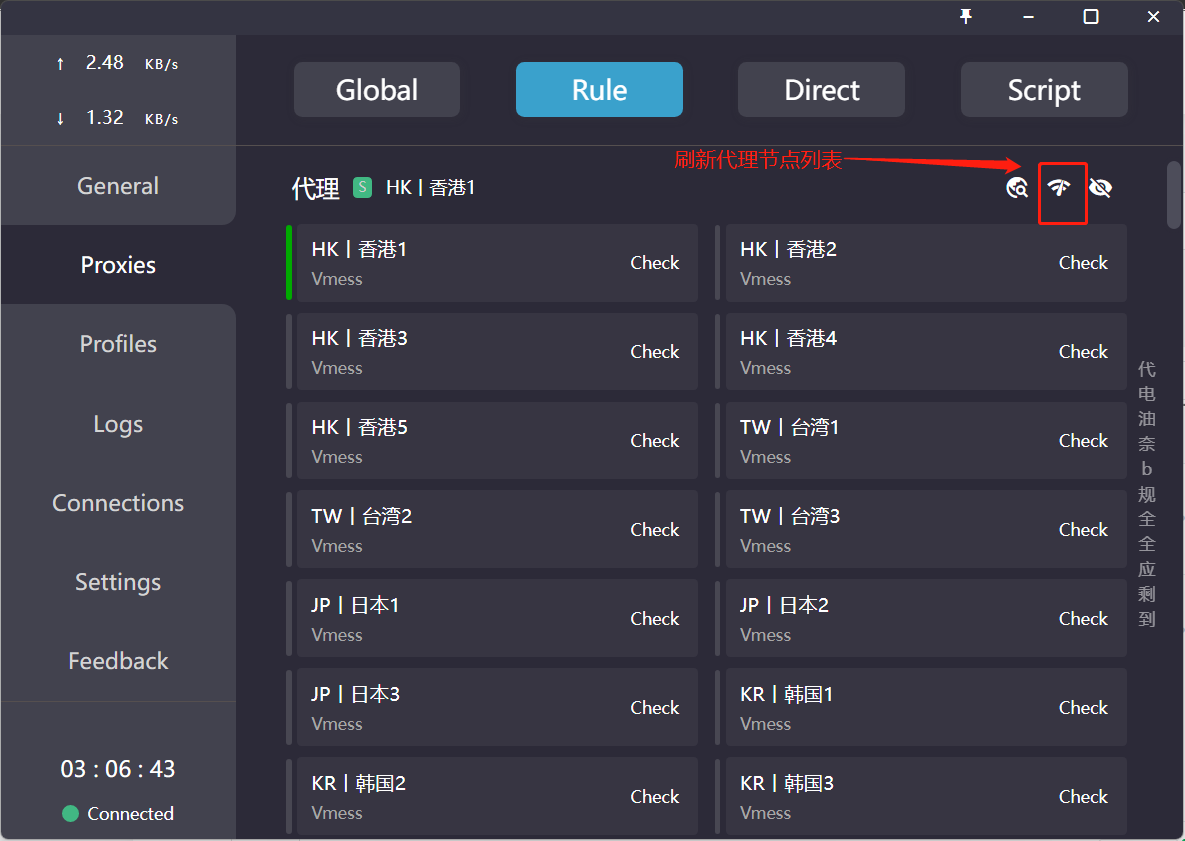 ↑ 2.48 KB/s
↓ 1.32 KB/s
General
Proxies
Profiles
Logs
Connections
Settings
Feedback
03 : 06 : 43
Connected
Global Rule Direct Script
刷新代理节点列表
代理 S HK | 香港1
HK | 香港1
Vmess
Check
HK | 香港2
Vmess
Check
HK | 香港3
Vmess
Check
HK | 香港4
Vmess
Check
HK | 香港5
Vmess
Check
TW | 台湾1
Vmess
Check
TW | 台湾2
Vmess
Check
TW | 台湾3
Vmess
Check
JP | 日本1
Vmess
Check
JP | 日本2
Vmess
Check
JP | 日本3
Vmess
Check
KR | 韩国1
Vmess
Check
KR | 韩国2
Vmess
Check
KR | 韩国3
Vmess
Check
代
电
油
奈
b
规
全
全
应
剩
到